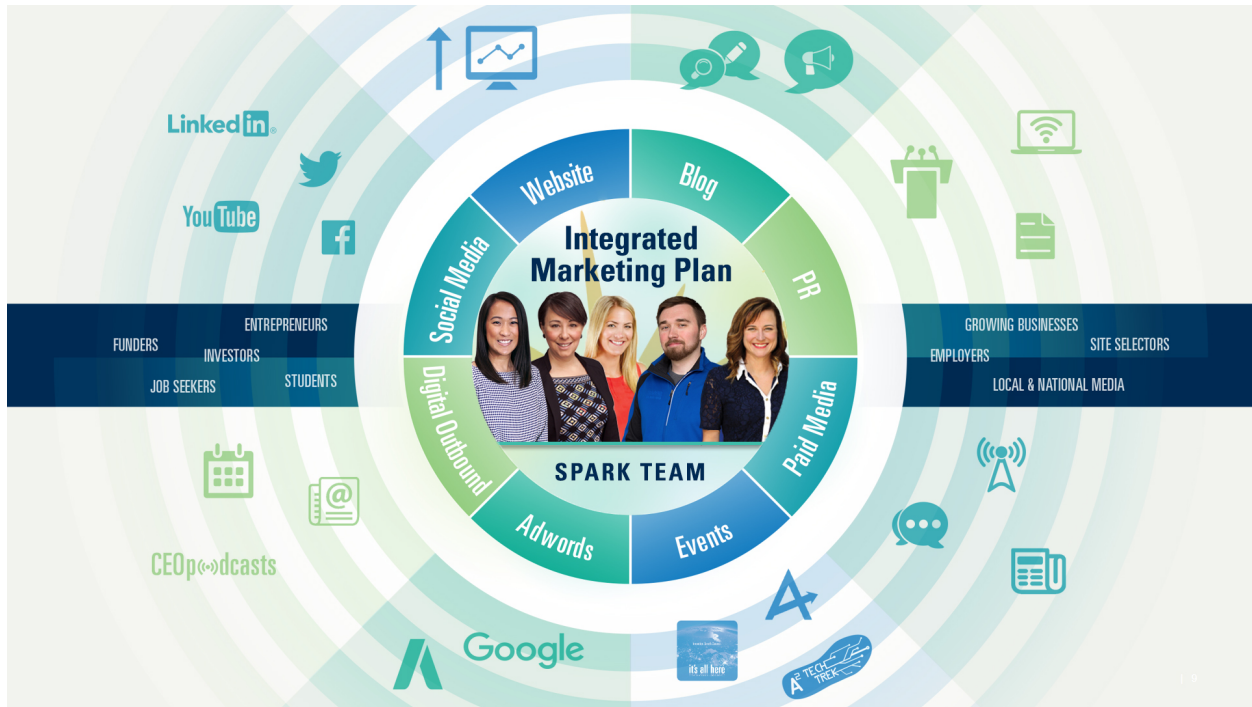 LinkedIn
YouTube
Website
Blog
PR
Paid Media
Events
Adwords
Digital Outbound
Social Media
Integrated
Marketing Plan
SPARK TEAM
ENTREPRENEURS
FUNDERS
INVESTORS
JOB SEEKERS
STUDENTS
GROWING BUSINESSES
SITE SELECTORS
EMPLOYERS
LOCAL & NATIONAL MEDIA
@
CEOpodcasts
Google
it's all here
A2 TECH
TREK